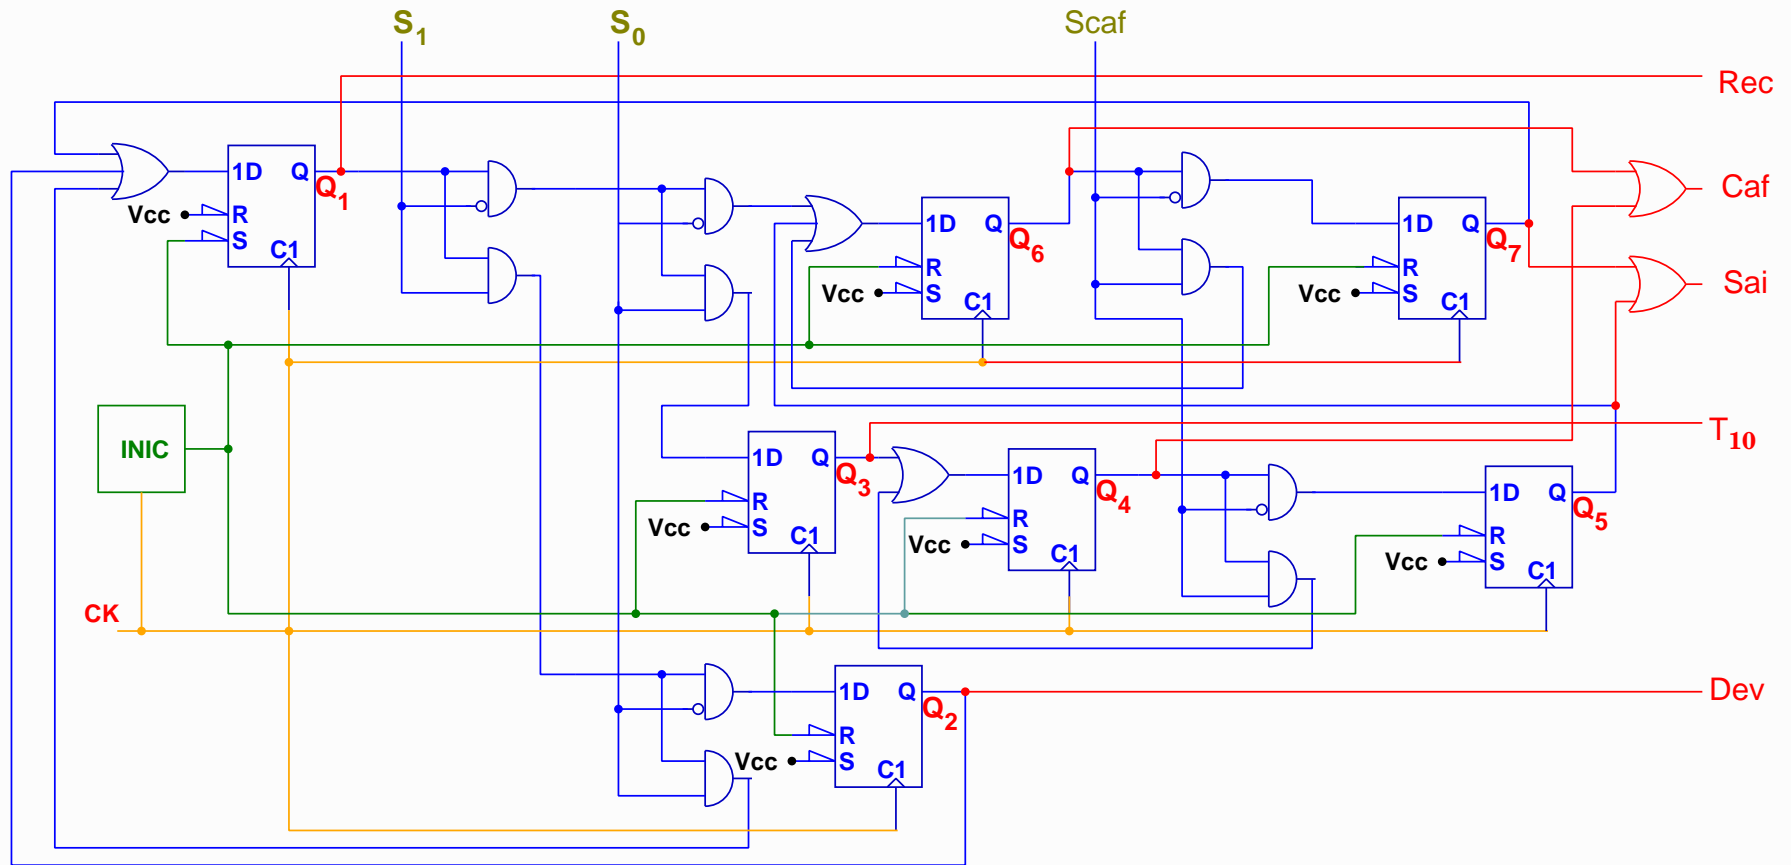 S1
S0
Scaf
Rec
1D Q
Q1
Vcc
R
S
C1
1D Q
Q6
R
Vcc
S
C1
1D Q
Q7
R
Vcc
S
C1
Caf
Sai
INIC
1D Q
Q3
R
Vcc
S
C1
1D Q
Q4
R
Vcc
S
C1
1D Q
Q5
R
Vcc
S
C1
T10
CK
1D Q
Q2
R
Vcc
S
C1
Dev